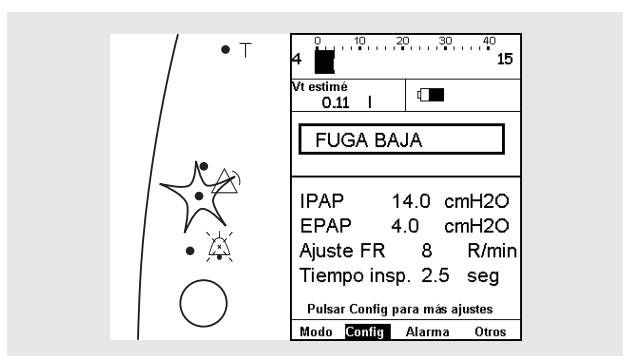 T
0 10 20 30 40
4 15
Vt estimé
0.11 l
FUGA BAJA
IPAP 14.0 cmH2O
EPAP 4.0 cmH2O
Ajuste FR 8 R/min
Tiempo insp. 2.5 seg
Pulsar Config para más ajustes
Modo Config Alarma Otros